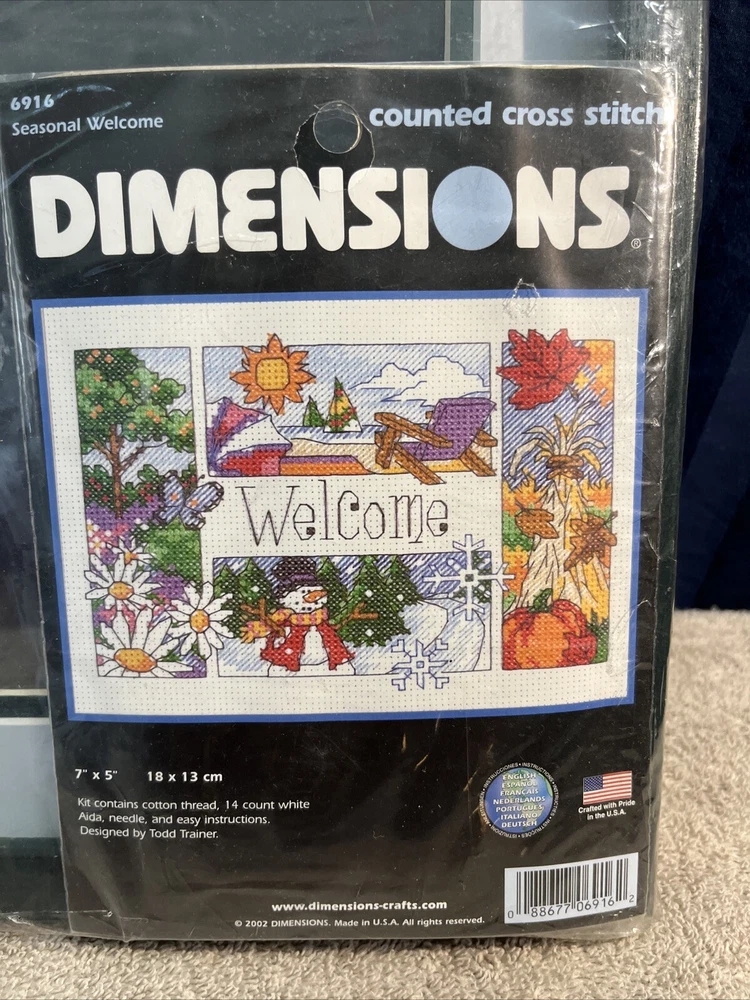 6916
Seasonal Welcome
counted cross stitch
DIMENSIONS®
Welcome
7" x 5" 18 x 13 cm
Kit contains cotton thread, 14 count white
Aida, needle, and easy instructions.
Designed by Todd Trainer.
ENGLISH
ESPAÑOL
FRANÇAIS
NEDERLANDS
PORTUGUÊS
ITALIANO
DEUTSCH
Crafted with Pride
in the U.S.A.
www.dimensions-crafts.com
© 2002 DIMENSIONS. Made in U.S.A. All rights reserved.
0 88677 06916 2